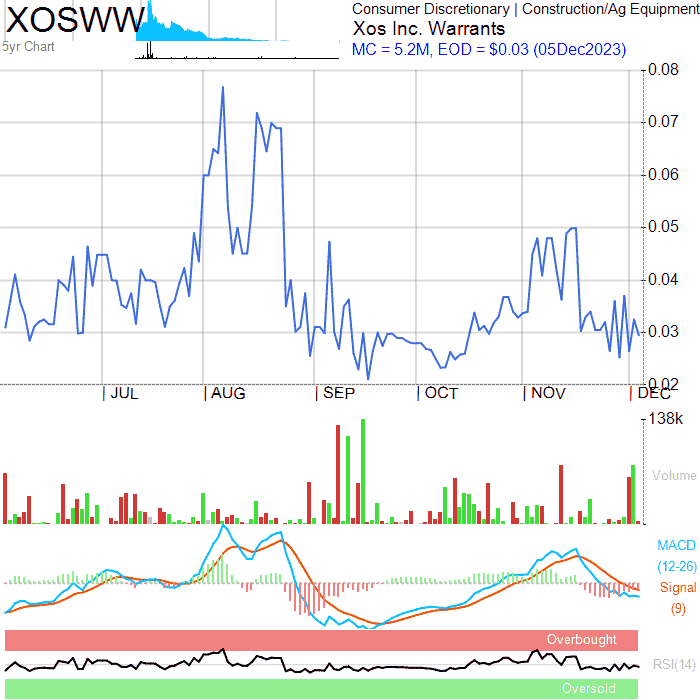 XOSWW
5yr Chart
Consumer Discretionary | Construction/Ag Equipment
Xos Inc. Warrants
MC = 5.2M, EOD = $0.03 (05Dec2023)
0.08
0.07
0.06
0.05
0.04
0.03
0.02
JUL AUG SEP OCT NOV DEC
138k
Volume
MACD
(12-26)
Signal
(9)
Overbought
RSI(14)
Oversold